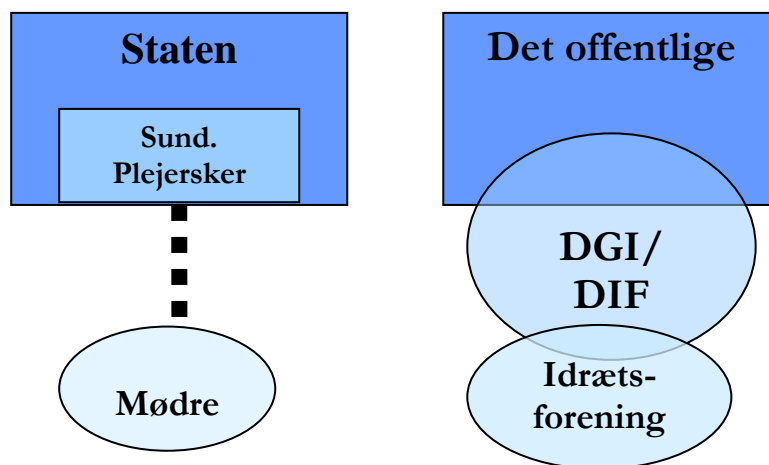 Staten
Sund.
Plejersker
Mødre
Det offentlige
DGI/
DIF
Idræts-
forening